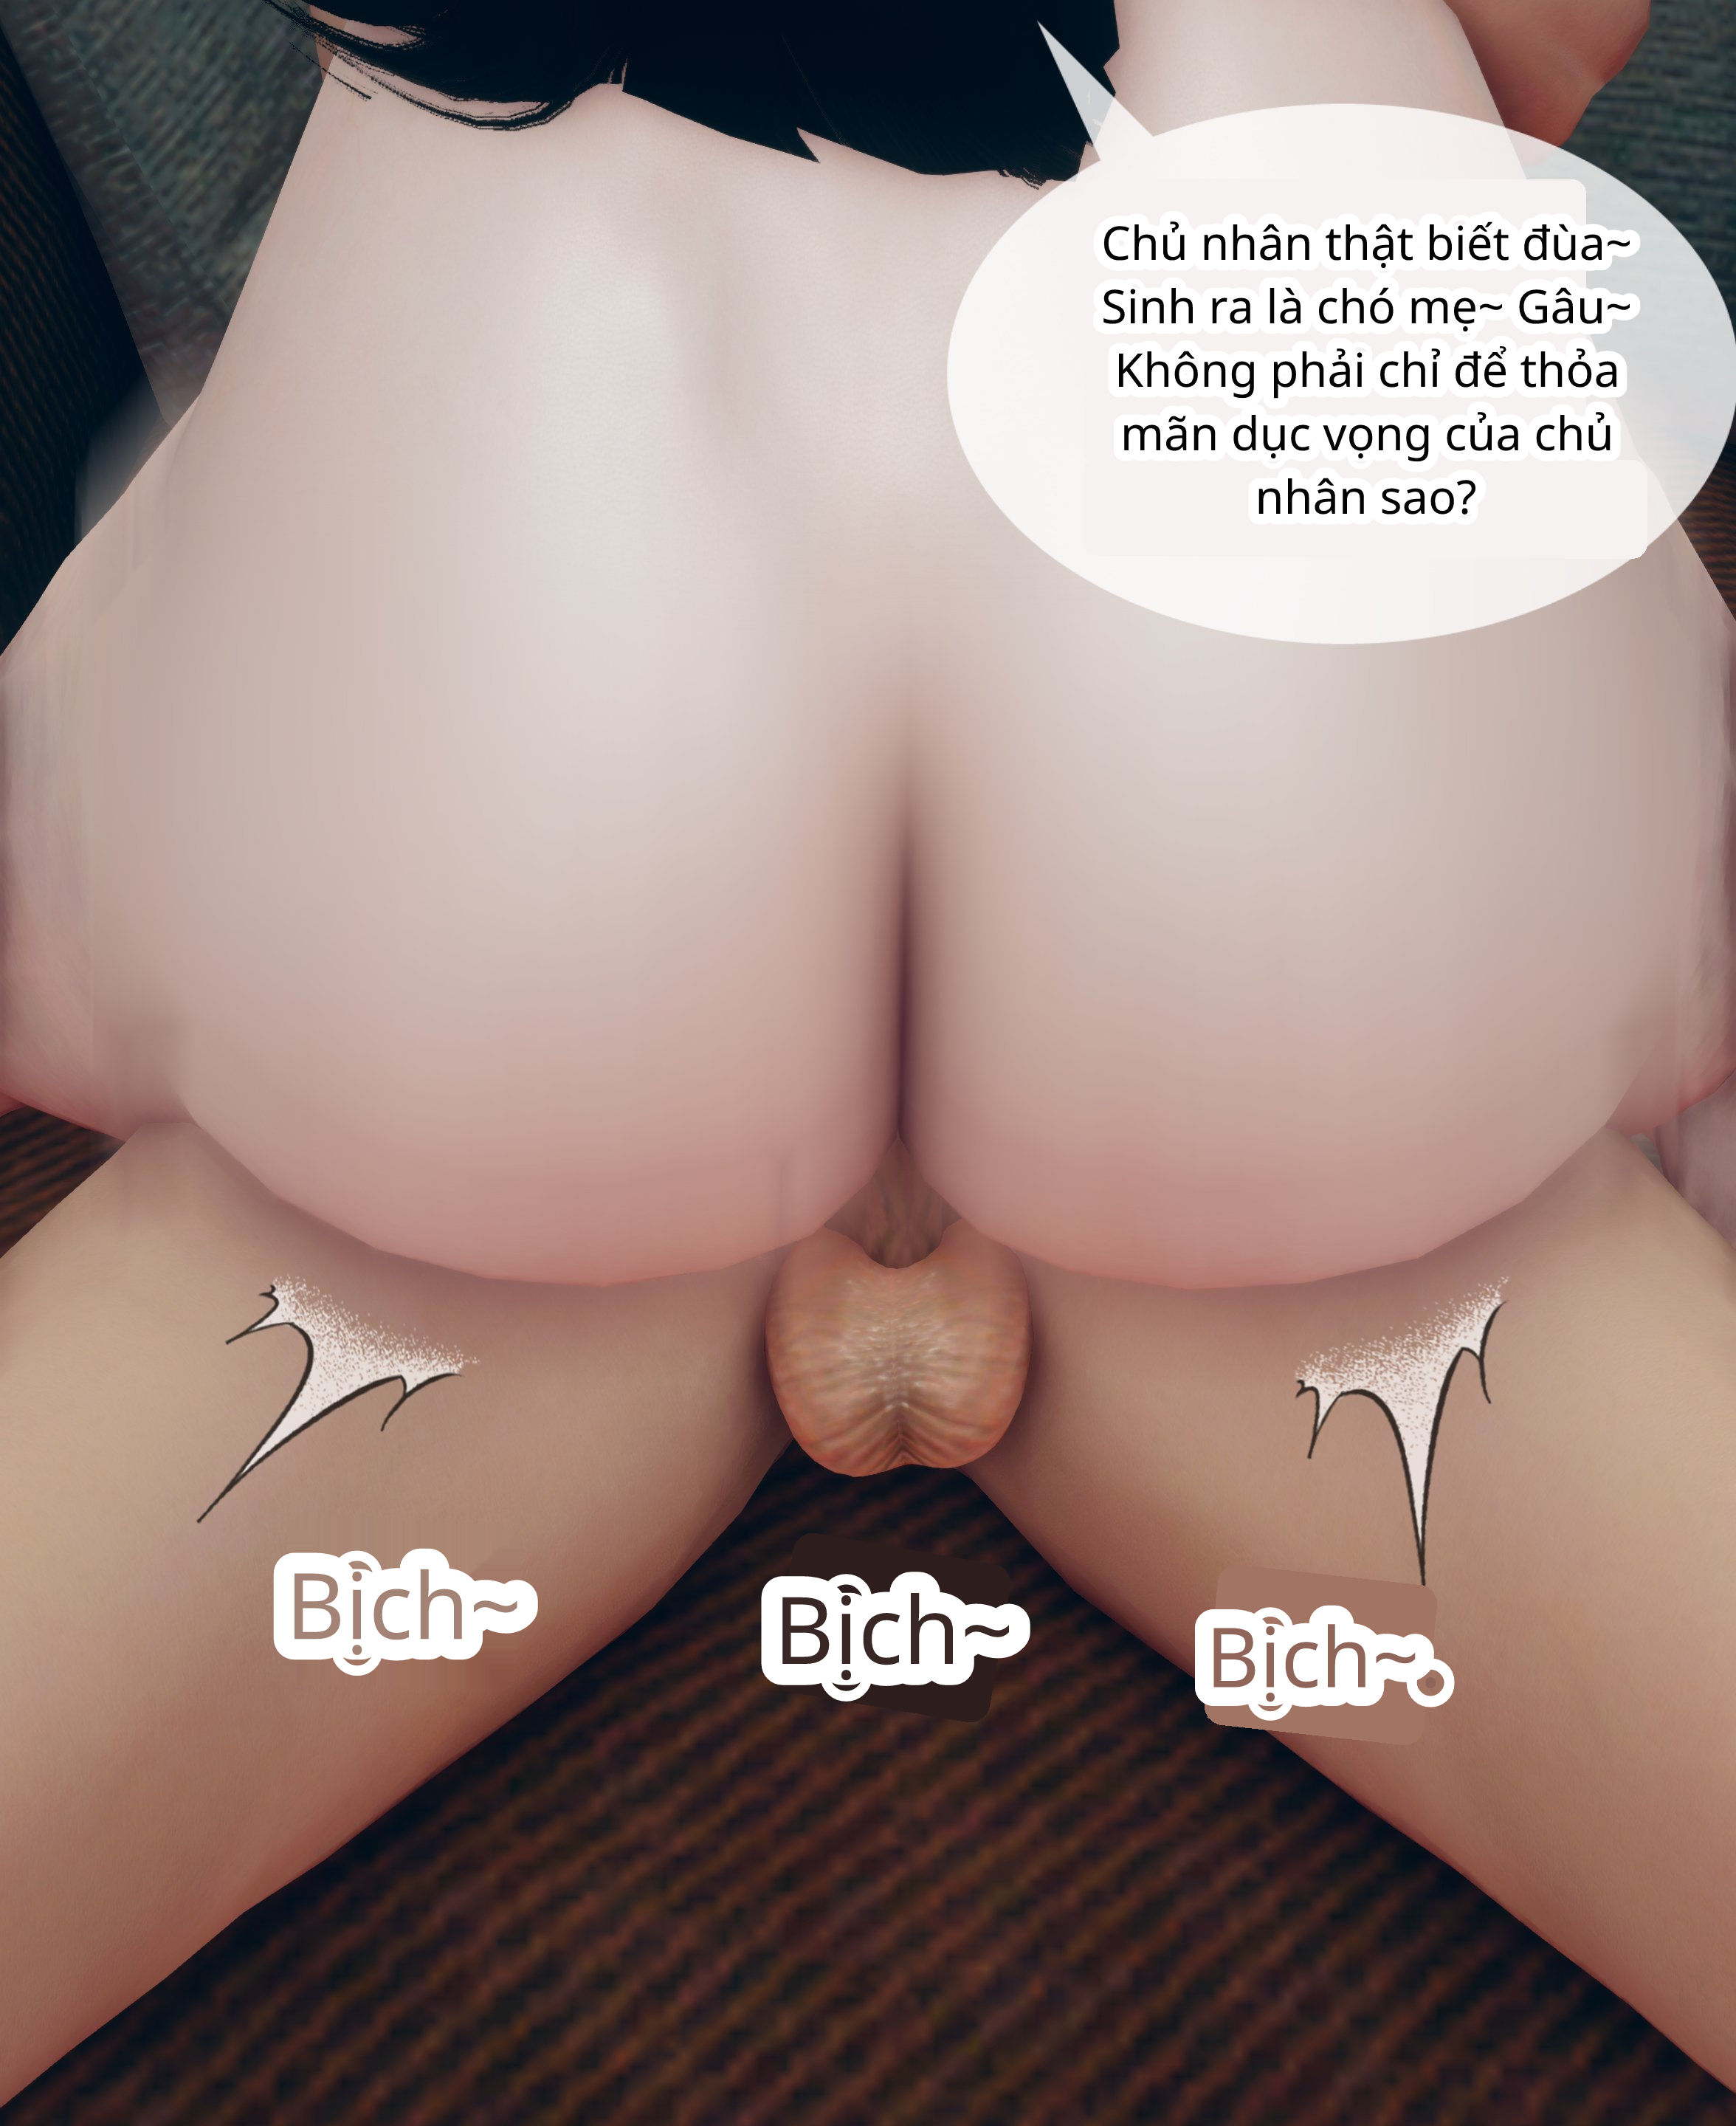 Chủ nhân thật biết đùa~
Sinh ra là chó mẹ~ Gâu~
Không phải chỉ để thỏa
mãn dục vọng của chủ
nhân sao?
Bịch~
Bịch~
Bịch~